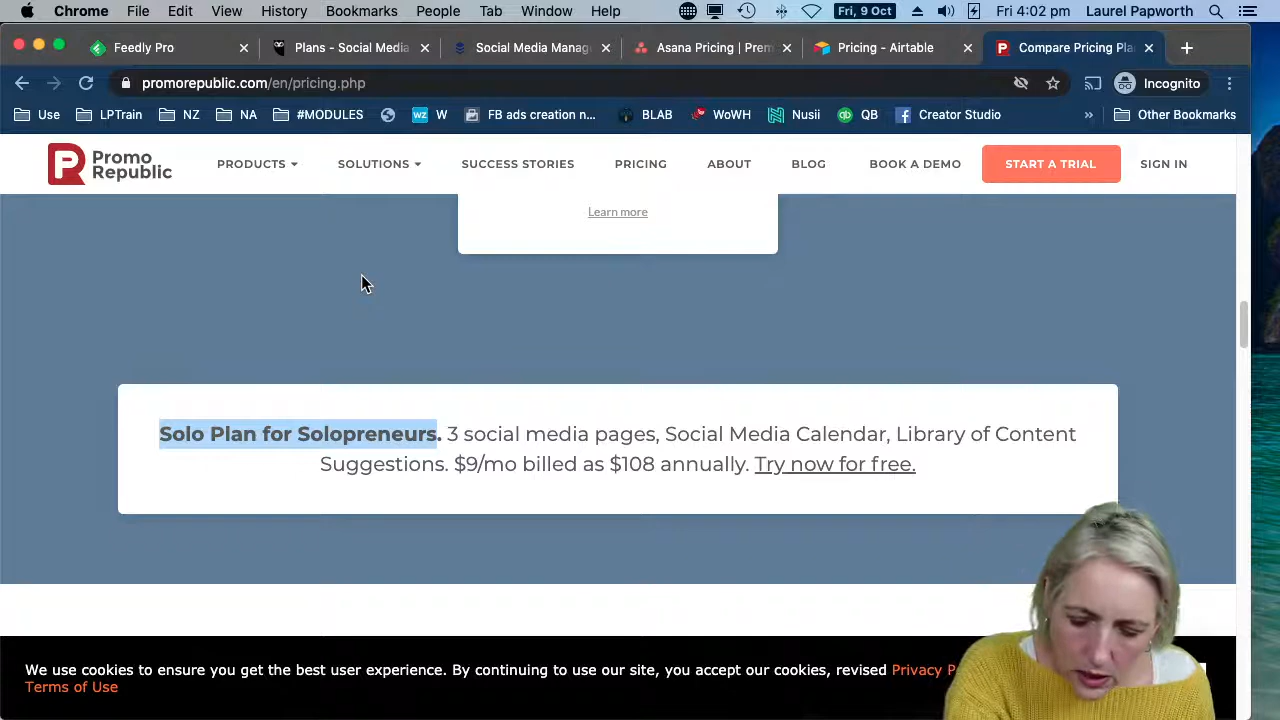 Chrome File Edit View History Bookmarks People Tab Window Help Fri, 9 Oct Fri 4:02 pm Laurel Papworth
Feedly Pro Plans - Social Media Social Media Manag Asana Pricing | Prem Pricing - Airtable Compare Pricing Pla
promorepublic.com/en/pricing.php Incognito
Use LPTrain NZ NA #MODULES wz W FB ads creation n... BLAB WoWH Nusii qb QB Creator Studio » Other Bookmarks
Promo Republic PRODUCTS SOLUTIONS SUCCESS STORIES PRICING ABOUT BLOG BOOK A DEMO START A TRIAL SIGN IN
Learn more
Solo Plan for Solopreneurs. 3 social media pages, Social Media Calendar, Library of Content
Suggestions. $9/mo billed as $108 annually. Try now for free.
We use cookies to ensure you get the best user experience. By continuing to use our site, you accept our cookies, revised Privacy P
Terms of Use